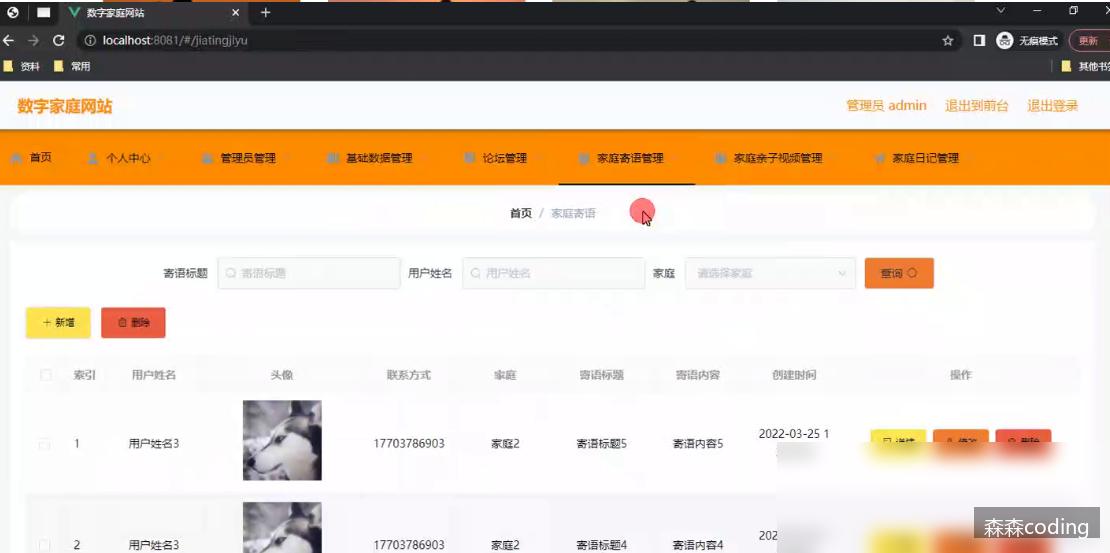 数字家庭网站
localhost:8081/#/jiatingjiyu
无痕模式
更新
资料
常用
其他书签
数字家庭网站
管理员 admin 退出到前台 退出登录
首页 个人中心 管理员管理 基础数据管理 论坛管理 家庭寄语管理 家庭亲子视频管理 家庭日记管理
首页 / 家庭寄语
寄语标题 寄语标题 用户姓名 用户姓名 家庭 请选择家庭 查询
新增 删除
索引 用户姓名 头像 联系方式 家庭 寄语标题 寄语内容 创建时间 操作
1 用户姓名3 17703786903 家庭2 寄语标题5 寄语内容5 2022-03-25 1 详情 修改 删除
2 用户姓名3 17703786903 家庭2 寄语标题4 寄语内容4 202
森森coding